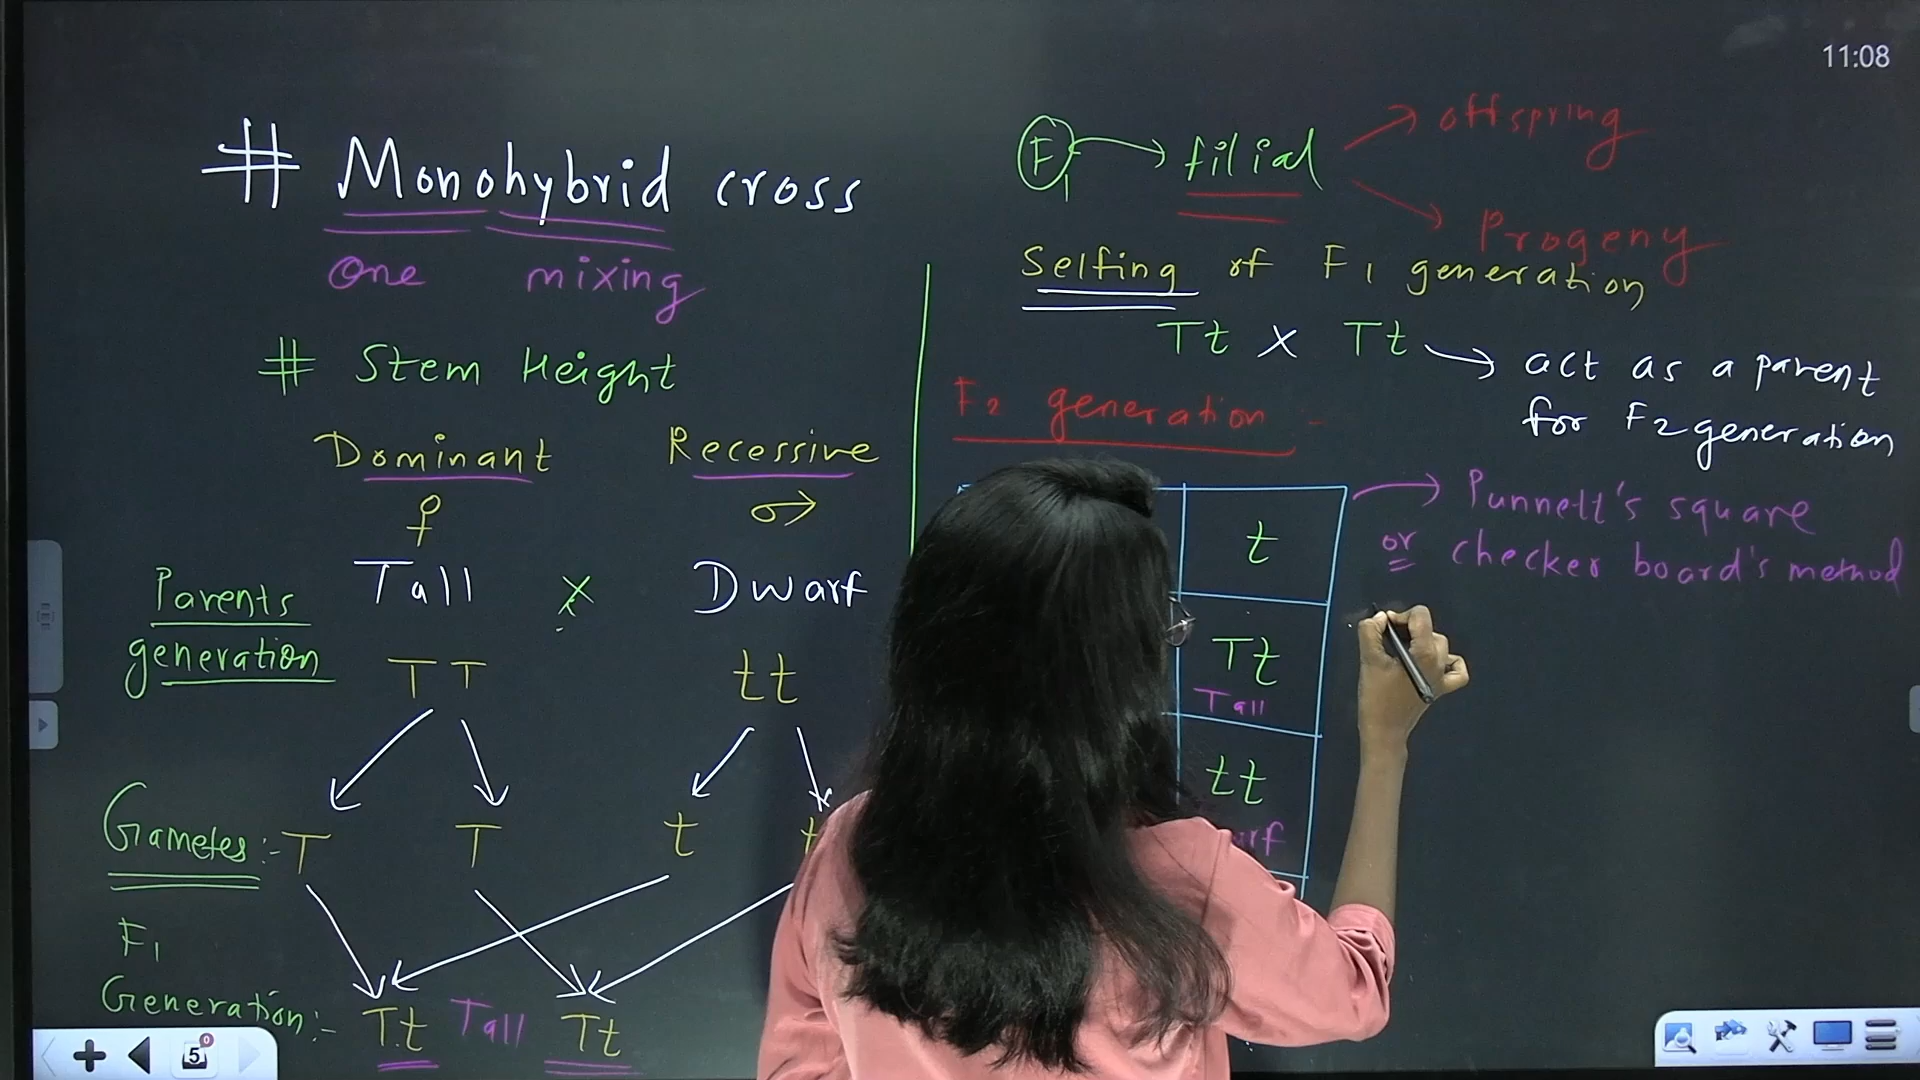 11:08
# Monohybrid cross
one mixing
# Stem Height
Dominant Recessive
♀ ♂
Parents generation
Tall x Dwarf
TT tt
Gametes:- T T t t
F1
Generation:- Tt Tall Tt
F1 → filial → offspring
→ Progeny
Selfing of F1 generation
Tt x Tt → act as a parent
for F2 generation
F2 generation -
t
Tt
Tall
tt
→ Punnett's square
or checker board's method
5
0